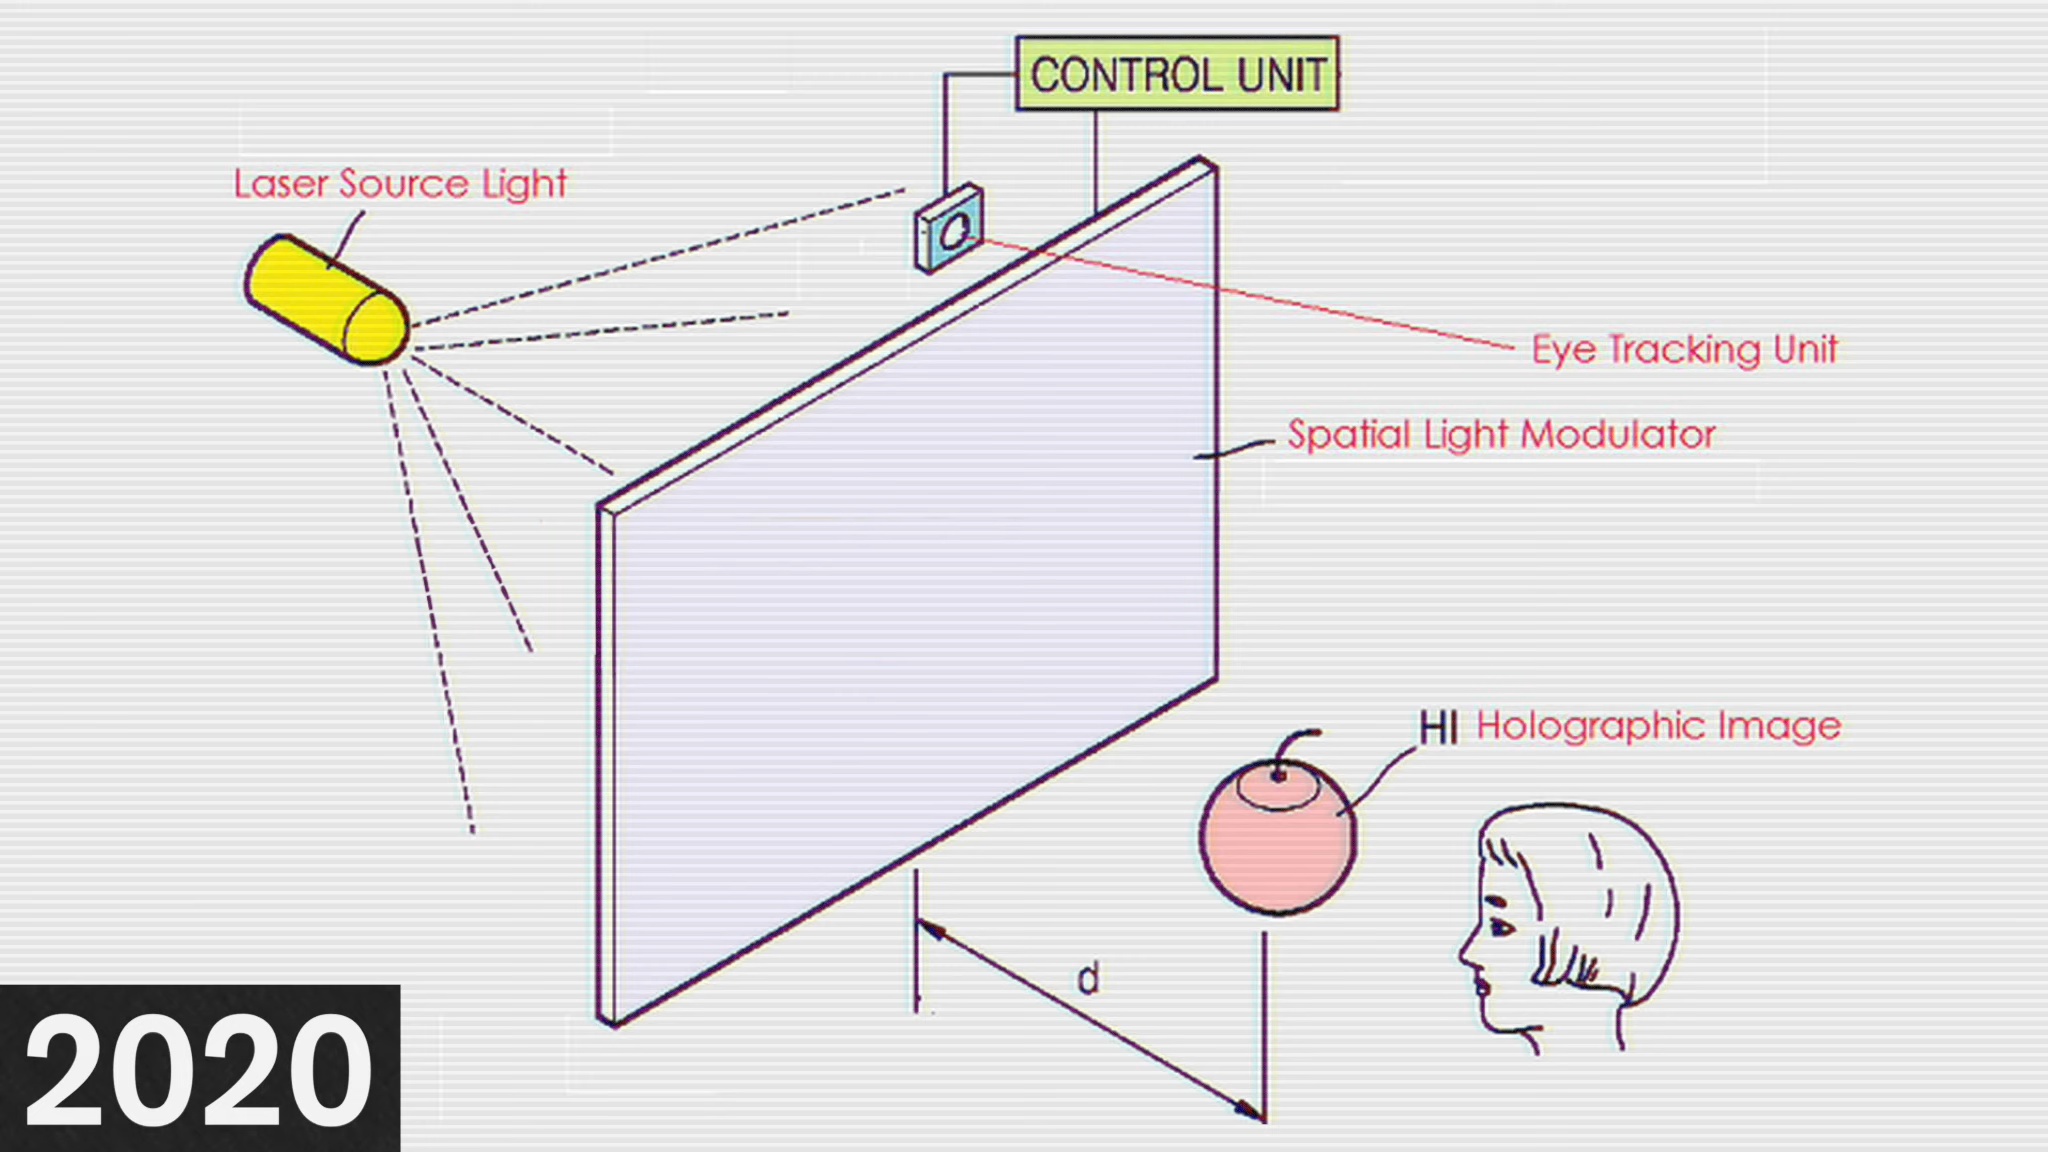 CONTROL UNIT
Laser Source Light
Eye Tracking Unit
Spatial Light Modulator
HI Holographic Image
d
2020